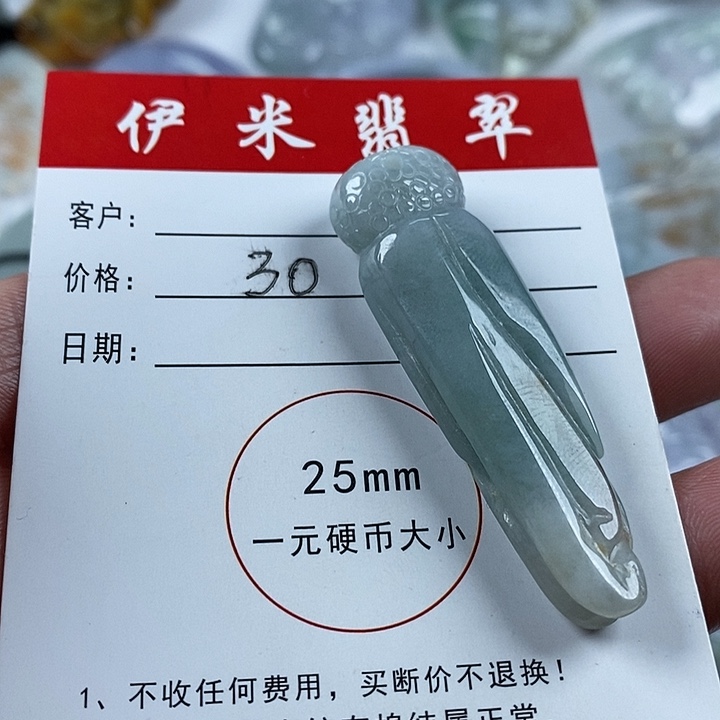 伊米翡翠
客户：
价格： 30
日期：
25mm
一元硬币大小
1、不收任何费用，买断价不退换！